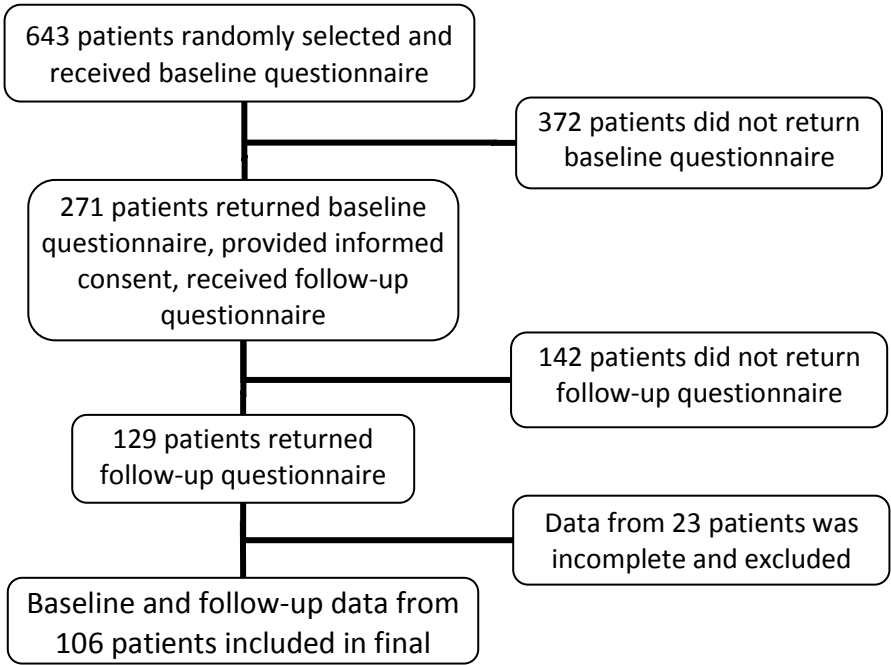 643 patients randomly selected and
received baseline questionnaire
372 patients did not return
baseline questionnaire
271 patients returned baseline
questionnaire, provided informed
consent, received follow-up
questionnaire
142 patients did not return
follow-up questionnaire
129 patients returned
follow-up questionnaire
Data from 23 patients was
incomplete and excluded
Baseline and follow-up data from
106 patients included in final